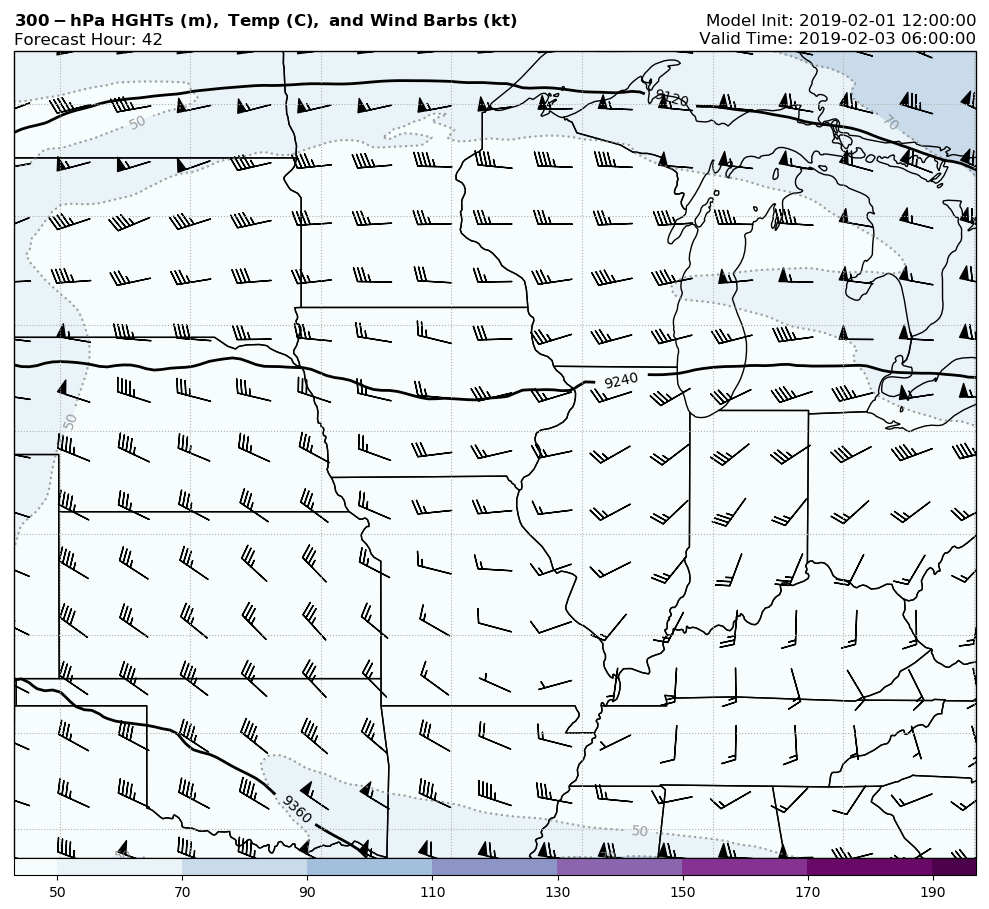 300-hPa HGHTs (m), Temp (C), and Wind Barbs (kt)
Model Init: 2019-02-01 12:00:00
Forecast Hour: 42
Valid Time: 2019-02-03 06:00:00
9120
50
70
9240
50
9360
50
50 70 90 110 130 150 170 190